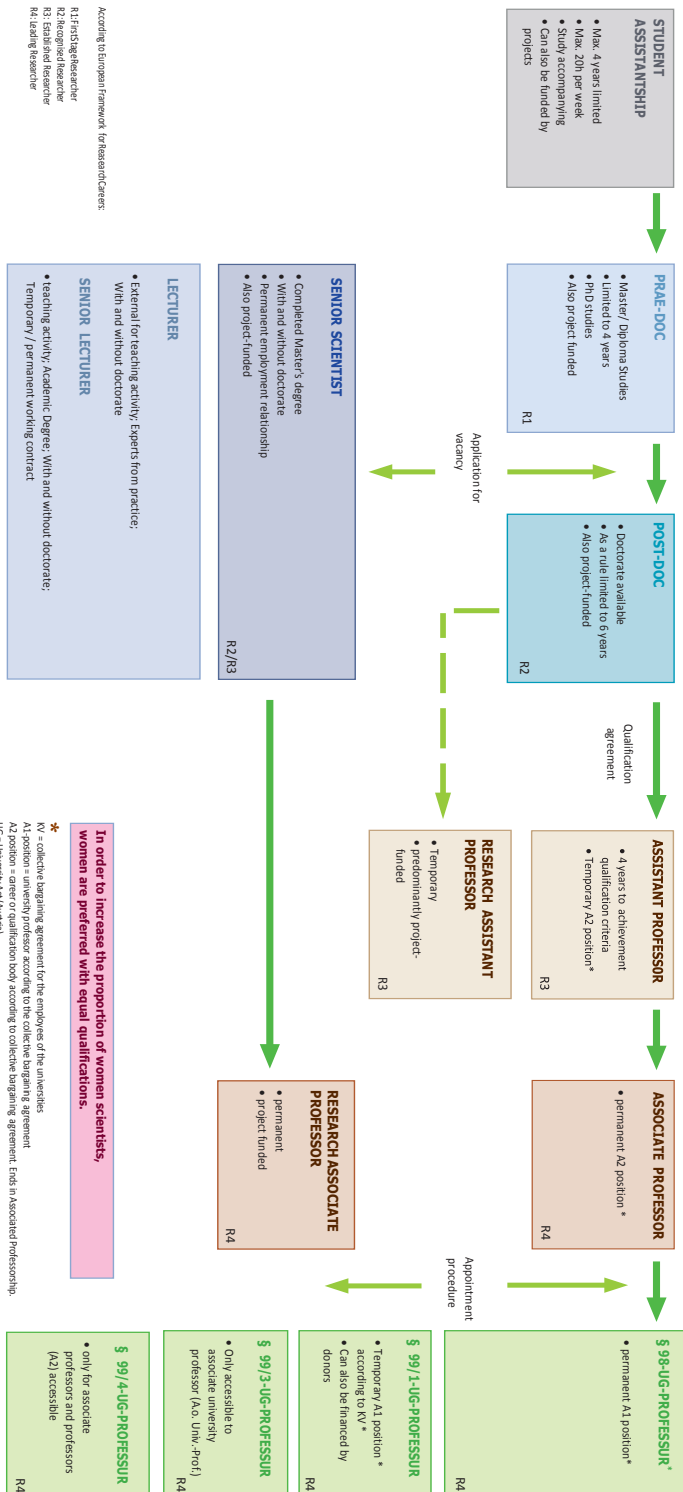 STUDENT
ASSISTANTSHIP
• Max. 4 years limited
• Max. 20h per week
• Study accompanying
• Can also be funded by
projects
PRAE-DOC
• Master/ Diploma Studies
• Limited to 4 years
• PhD studies
• Also project funded
R1
POST-DOC
• Doctorate available
• As a rule limited to 6 years
• Also project-funded
R2
Qualification
agreement
ASSISTANT PROFESSOR
• 4 years to achievement
qualification criteria
• Temporary A2 position*
R3
ASSOCIATE PROFESSOR
• permanent A2 position *
R4
§ 98-UG-PROFESSUR*
• permanent A1 position*
R4
Application for
vacancy
RESEARCH ASSISTANT
PROFESSOR
• Temporary
• predominantly project-
funded
R3
Appointment
procedure
§ 99/1-UG-PROFESSUR
• Temporary A1 position *
according to KV *
• Can also be financed by
donors
R4
SENIOR SCIENTIST
• Completed Master's degree
• With and without doctorate
• Permanent employment relationship
• Also project-funded
R2/R3
RESEARCH ASSOCIATE
PROFESSOR
• permanent
• project funded
R4
§ 99/3-UG-PROFESSUR
• Only accessible to
associate university
professor (A.o. Univ.-Prof.)
R4
LECTURER
• External for teaching activity; Experts from practice;
With and without doctorate
SENIOR LECTURER
• teaching activity; Academic Degree; With and without doctorate;
Temporary / permanent working contract
§ 99/4-UG-PROFESSUR
• only for associate
professors and professors
(A2) accessible
R4
In order to increase the proportion of women scientists,
women are preferred with equal qualifications.
According to European Framework for ReasearchCareers:
R1:FirstStageResearcher
R2:Recognised Researcher
R3: Established Researcher
R4: Leading Researcher
*
KV = collective bargaining agreement for the employees of the universities
A1-position = university professor according to the collective bargaining agreement
A2 position = career or qualification body according to collective bargaining agreement. Ends in Associated Professorship.